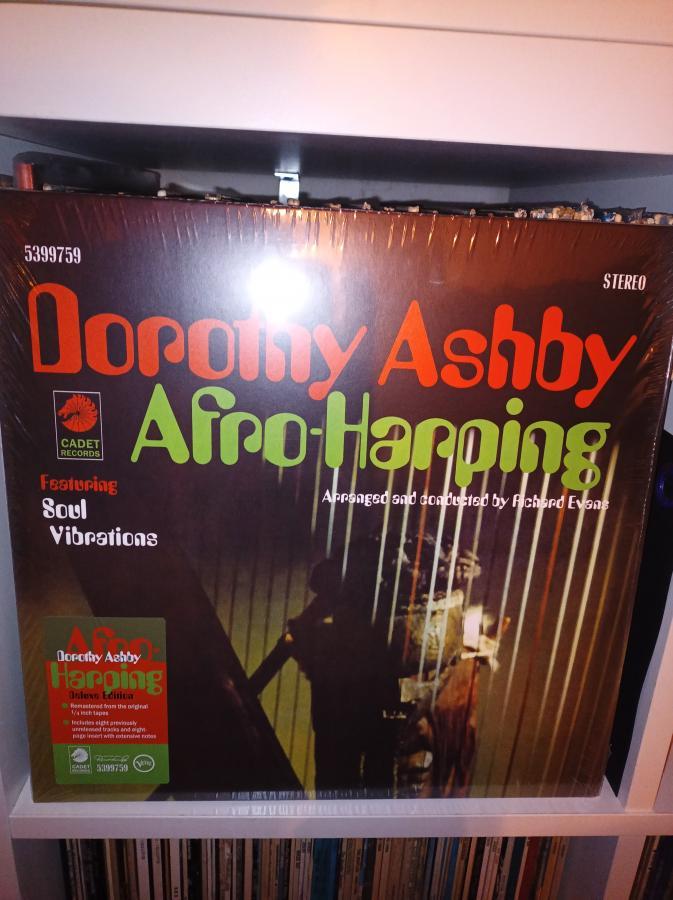 5399759
STEREO
Dorothy Ashby
Afro-Harping
CADET
RECORDS
Featuring
Soul
Vibrations
Arranged and conducted by Richard Evans
Afro-
Dorothy Ashby
Harping
Deluxe Edition
Remastered from the original
1/4 inch tapes
Includes eight previously
unreleased tracks and eight-
page insert with extensive notes
CADET
RECORDS
5399759
Verve